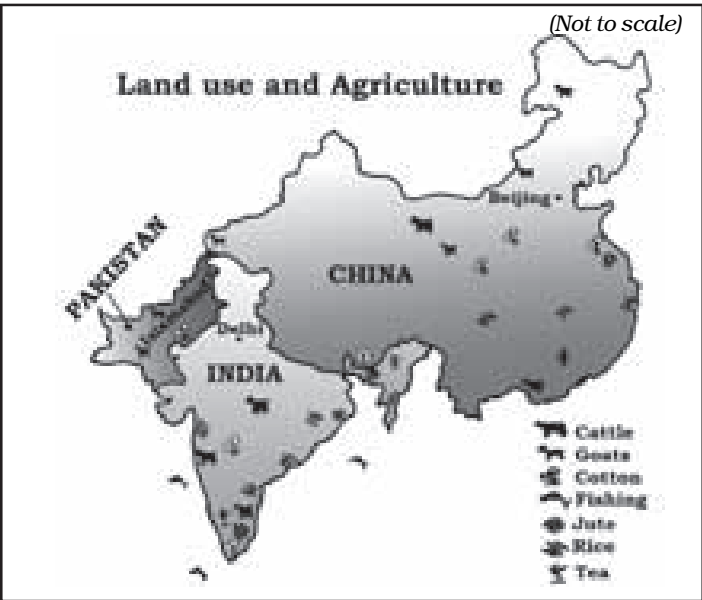 (Not to scale)
Land use and Agriculture
Beijing
PAKISTAN
CHINA
Delhi
INDIA
Cattle
Goats
Cotton
Fishing
Jute
Rice
Tea